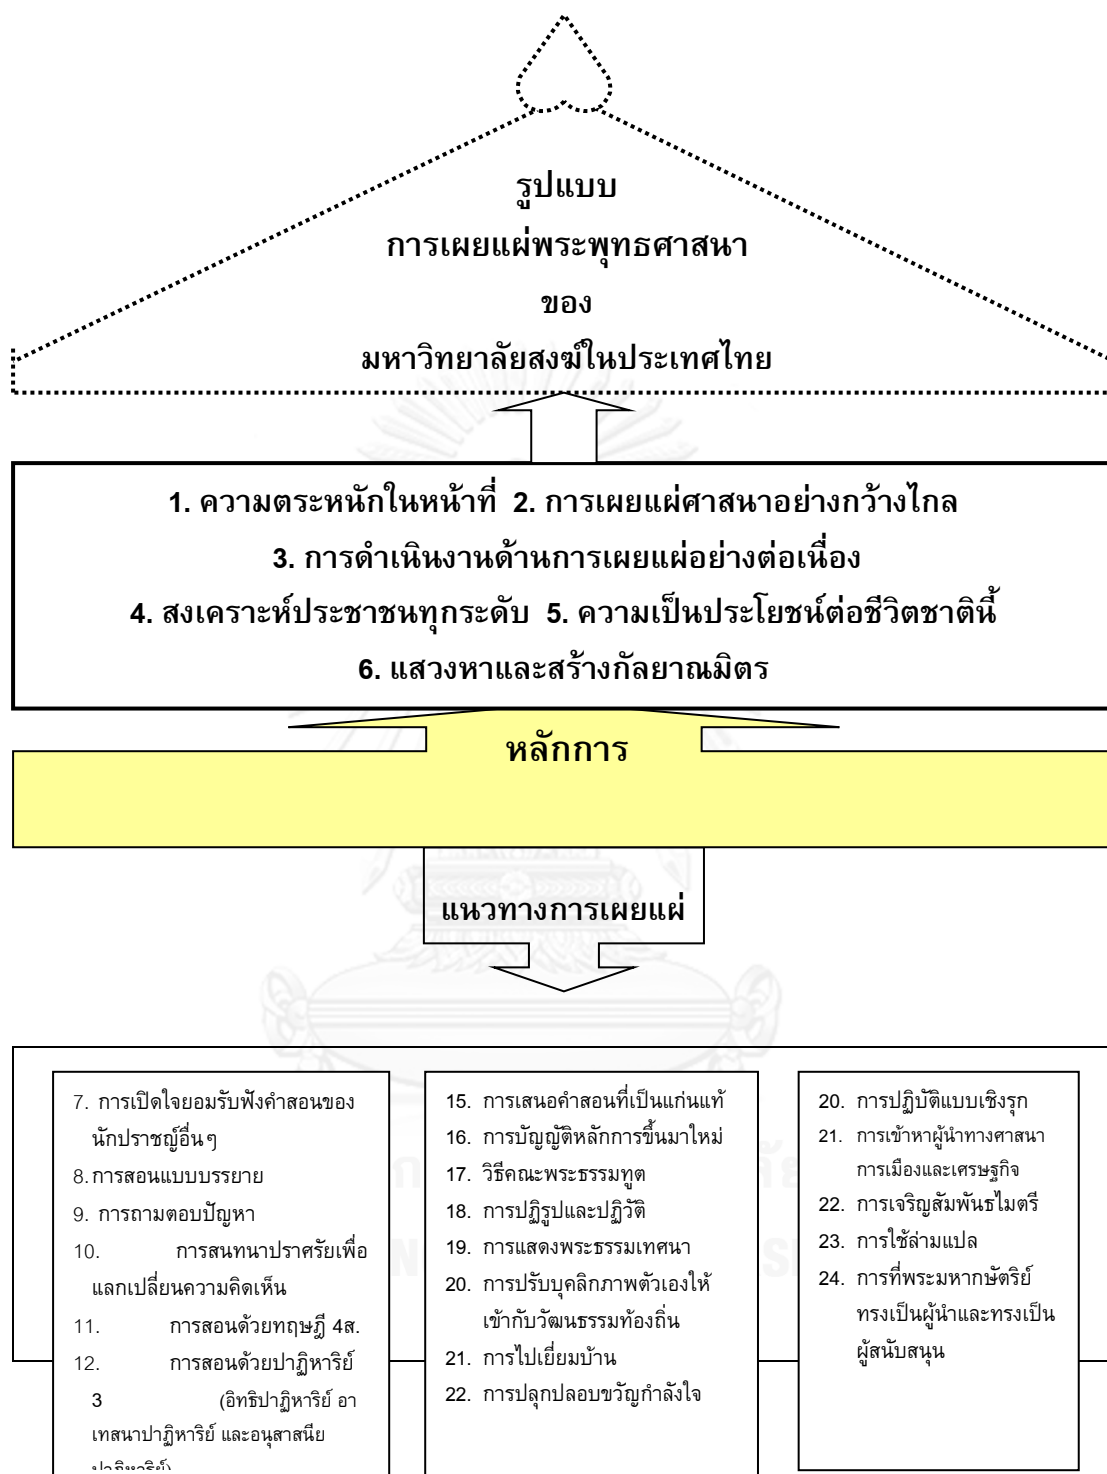 รูปแบบ
การเผยแผ่พระพุทธศาสนา
ของ
มหาวิทยาลัยสงฆ์ในประเทศไทย
1. ความตระหนักในหน้าที่ 2. การเผยแผ่ศาสนาอย่างกว้างไกล
3. การดำเนินงานด้านการเผยแผ่อย่างต่อเนื่อง
4. สงเคราะห์ประชาชนทุกระดับ 5. ความเป็นประโยชน์ต่อชีวิตชาตินี้
6. แสวงหาและสร้างกัลยาณมิตร
หลักการ
แนวทางการเผยแผ่
7. การเปิดใจยอมรับฟังคำสอนของ
นักปราชญ์อื่นๆ
8. การสอนแบบบรรยาย
9. การถามตอบปัญหา
10. การสนทนาปราศรัยเพื่อ
แลกเปลี่ยนความคิดเห็น
11. การสอนด้วยทฤษฎี 4ส.
12. การสอนด้วยปาฏิหาริย์
3 (อิทธิปาฏิหาริย์ อา
เทสนาปาฏิหาริย์ และอนุสาสนีย
ปาฏิหาริย์)
15. การเสนอคำสอนที่เป็นแก่นแท้
16. การบัญญัติหลักการขึ้นมาใหม่
17. วิธีคณะพระธรรมทูต
18. การปฏิรูปและปฏิวัติ
19. การแสดงพระธรรมเทศนา
20. การปรับบุคลิกภาพตัวเองให้
เข้ากับวัฒนธรรมท้องถิ่น
21. การไปเยี่ยมบ้าน
22. การปลุกปลอบขวัญกำลังใจ
20. การปฏิบัติแบบเชิงรุก
21. การเข้าหาผู้นำทางศาสนา
การเมืองและเศรษฐกิจ
22. การเจริญสัมพันธไมตรี
23. การใช้ล่ามแปล
24. การที่พระมหากษัตริย์
ทรงเป็นผู้นำและทรงเป็น
ผู้สนับสนุน